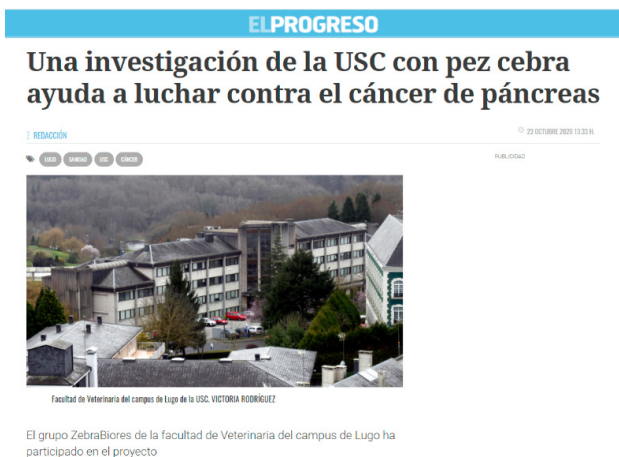 ELPROGRESO
Una investigación de la USC con pez cebra
ayuda a luchar contra el cáncer de páncreas
REDACCIÓN
23 OCTUBRE 2020 13:33 H.
LUGO SANIDAD USC CÁNCER
PUBLICIDAD
Facultad de Veterinaria del campus de Lugo de la USC. VICTORIA RODRÍGUEZ
El grupo ZebraBiores de la facultad de Veterinaria del campus de Lugo ha
participado en el proyecto